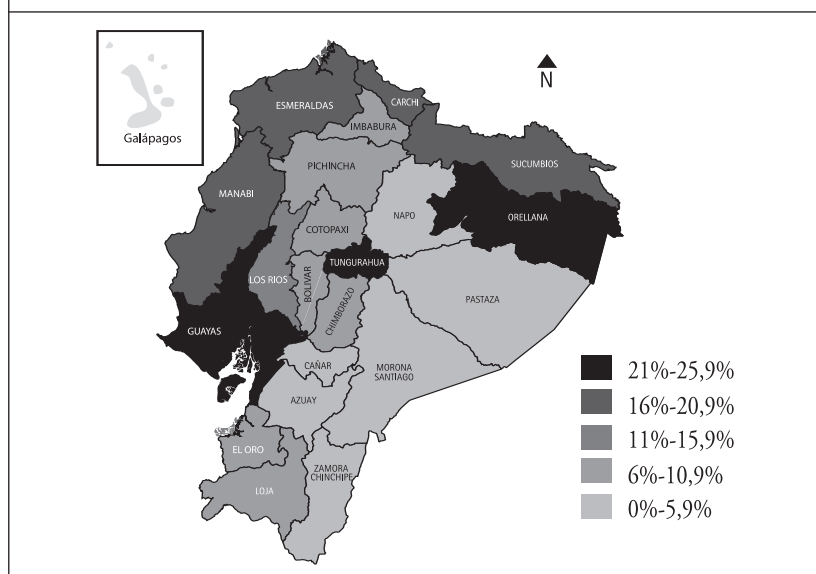 Galápagos
N
ESMERALDAS
CARCHI
IMBABURA
PICHINCHA
SUCUMBIOS
MANABI
NAPO
ORELLANA
COTOPAXI
TUNGURAHUA
LOS RIOS
BOLIVAR
CHIMBORAZO
PASTAZA
GUAYAS
CAÑAR
MORONA
SANTIAGO
AZUAY
EL ORO
ZAMORA
CHINCHIPE
LOJA
21%-25,9%
16%-20,9%
11%-15,9%
6%-10,9%
0%-5,9%